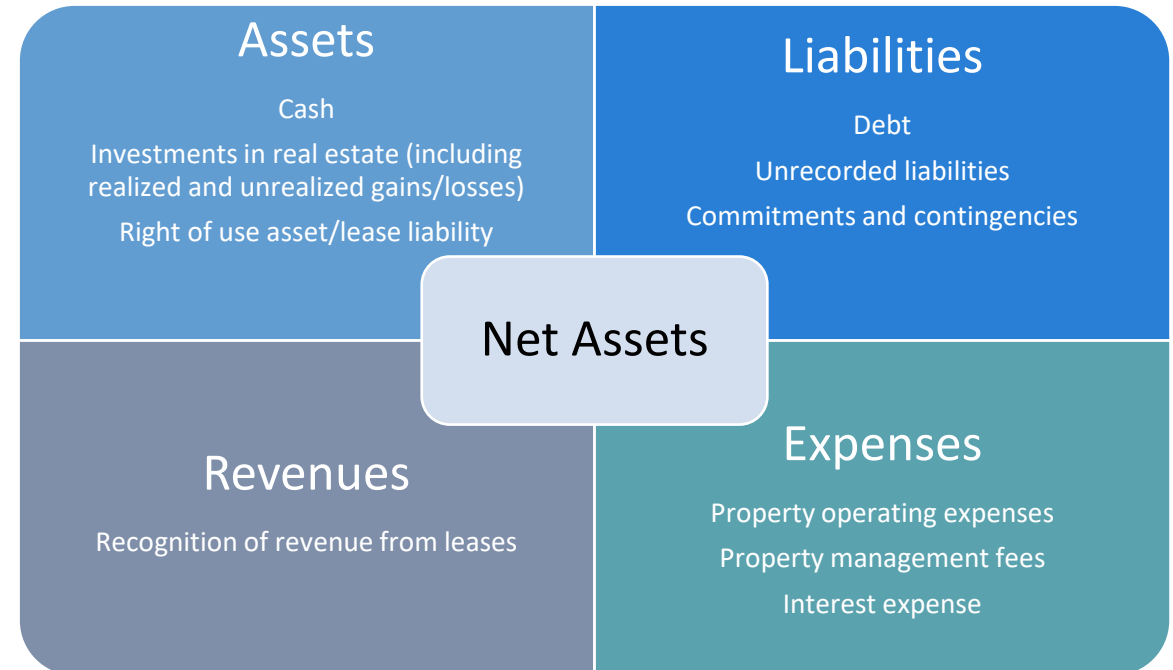 Assets
Cash
Investments in real estate (including
realized and unrealized gains/losses)
Right of use asset/lease liability
Liabilities
Debt
Unrecorded liabilities
Commitments and contingencies
Net Assets
Revenues
Recognition of revenue from leases
Expenses
Property operating expenses
Property management fees
Interest expense